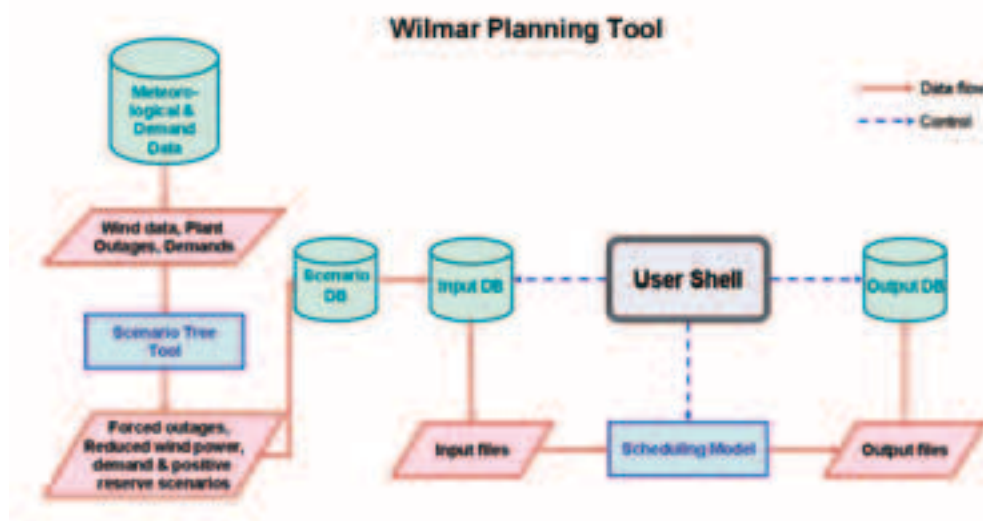 Wilmar Planning Tool
Meteoro-
logical &
Demand
Data
Data flow
Control
Wind data, Plant
Outages, Demands
Scenario
DB
Input DB
User Shell
Output DB
Scenario Tree
Tool
Forced outages,
Reduced wind power,
demand & positive
reserve scenarios
Input files
Scheduling Model
Output files